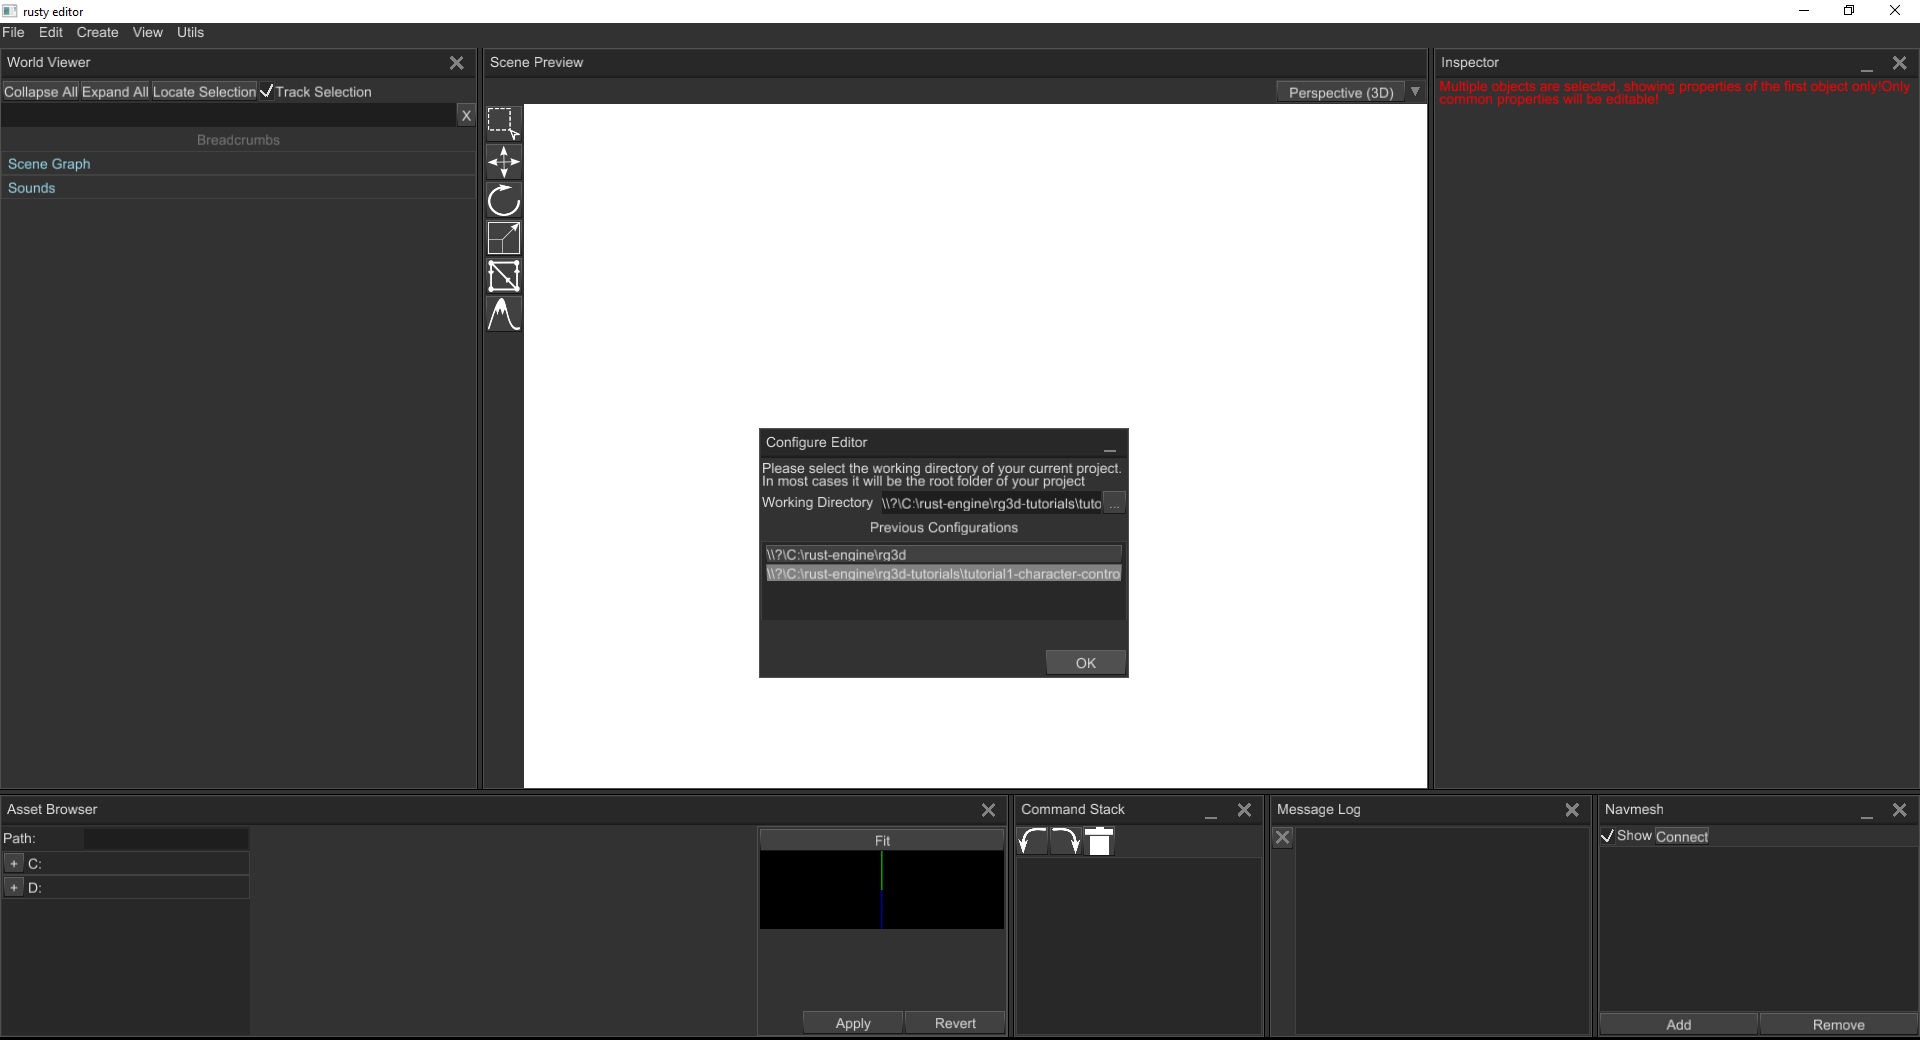 rusty editor
File Edit Create View Utils
World Viewer
Collapse All Expand All Locate Selection Track Selection
X
Breadcrumbs
Scene Graph
Sounds
Scene Preview
Perspective (3D)
Inspector
Multiple objects are selected, showing properties of the first object only!Only
common properties will be editable!
Configure Editor
Please select the working directory of your current project.
In most cases it will be the root folder of your project
Working Directory \\?\C:\rust-engine\rg3d-tutorials\tuto ...
Previous Configurations
\\?\C:\rust-engine\rg3d
\\?\C:\rust-engine\rg3d-tutorials\tutorial1-character-contro
OK
Asset Browser
Path:
+ C:
+ D:
Fit
Apply Revert
Command Stack
Message Log
Navmesh
Show Connect
Add Remove